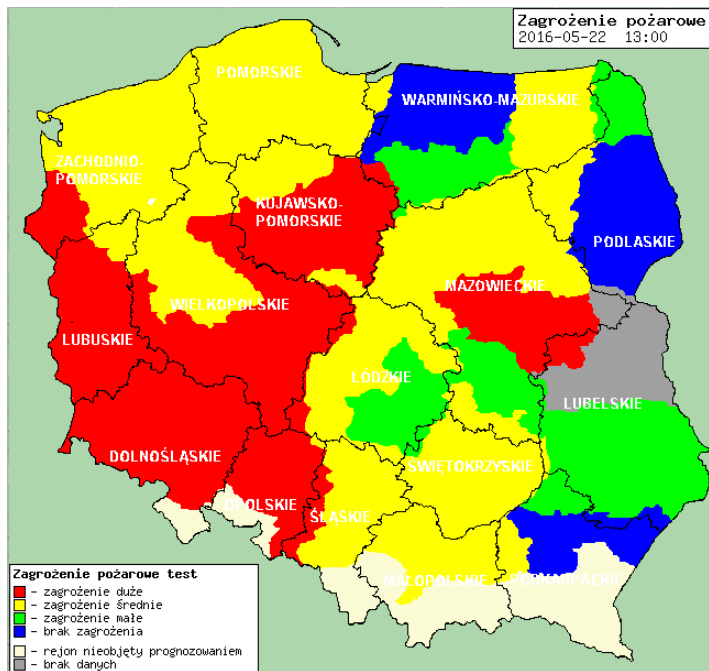 Zagrożenie pożarowe
2016-05-22 13:00
POMORSKIE
WARMIŃSKO-MAZURSKIE
ZACHODNIO-
POMORSKIE
KUJAWSKO-
POMORSKIE
PODLASKIE
MAZOWIECKIE
WIELKOPOLSKIE
LUBUSKIE
ŁÓDZKIE
LUBELSKIE
DOLNOŚLĄSKIE
ŚWIĘTOKRZYSKIE
OPOLSKIE
ŚLĄSKIE
MAŁOPOLSKIE
PODKARPACKIE
Zagrożenie pożarowe test
- zagrożenie duże
- zagrożenie średnie
- zagrożenie małe
- brak zagrożenia
- rejon nieobjęty prognozowaniem
- brak danych